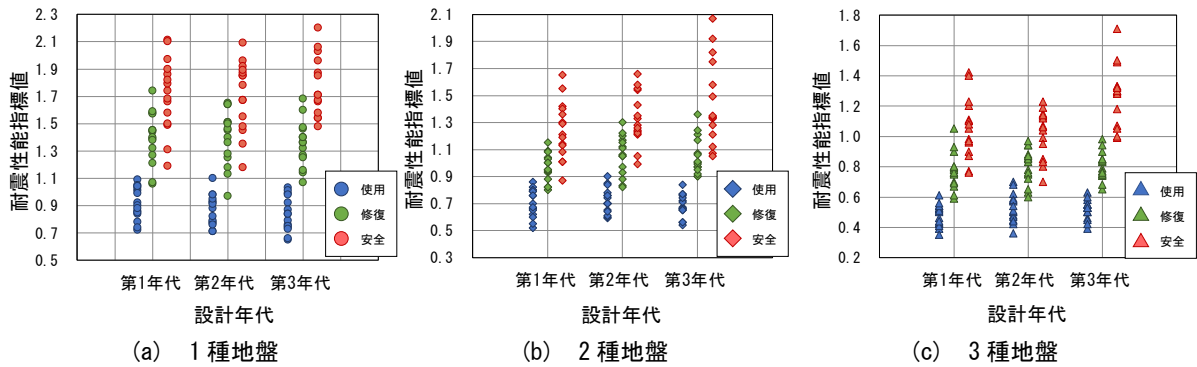 耐震性能指標値
2.1
1.9
1.7
1.5
1.3
1.1
0.9
0.7
0.5
使用
修復
安全
第1年代 第2年代 第3年代
設計年代
(a) 1種地盤
耐震性能指標値
2.1
1.9
1.7
1.5
1.3
1.1
0.9
0.7
0.5
0.3
使用
修復
安全
第1年代 第2年代 第3年代
設計年代
(b) 2種地盤
耐震性能指標値
1.8
1.6
1.4
1.2
1.0
0.8
0.6
0.4
0.2
使用
修復
安全
第1年代 第2年代 第3年代
設計年代
(c) 3種地盤